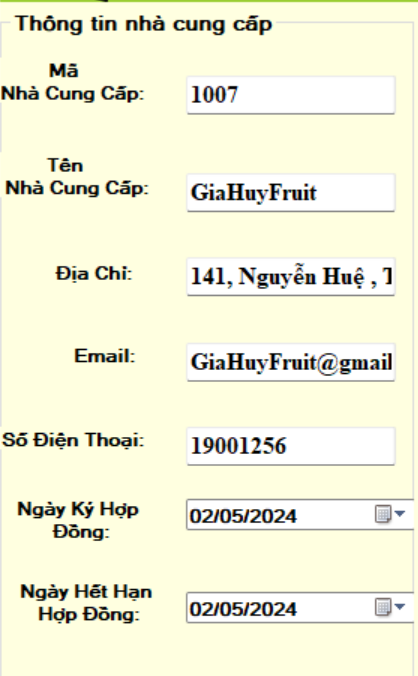 Thông tin nhà cung cấp
Mã
Nhà Cung Cấp:
1007
Tên
Nhà Cung Cấp:
GiaHuyFruit
Địa Chỉ:
141, Nguyễn Huệ , T
Email:
GiaHuyFruit@gmail
Số Điện Thoại:
19001256
Ngày Ký Hợp
Đồng:
02/05/2024
Ngày Hết Hạn
Hợp Đồng:
02/05/2024